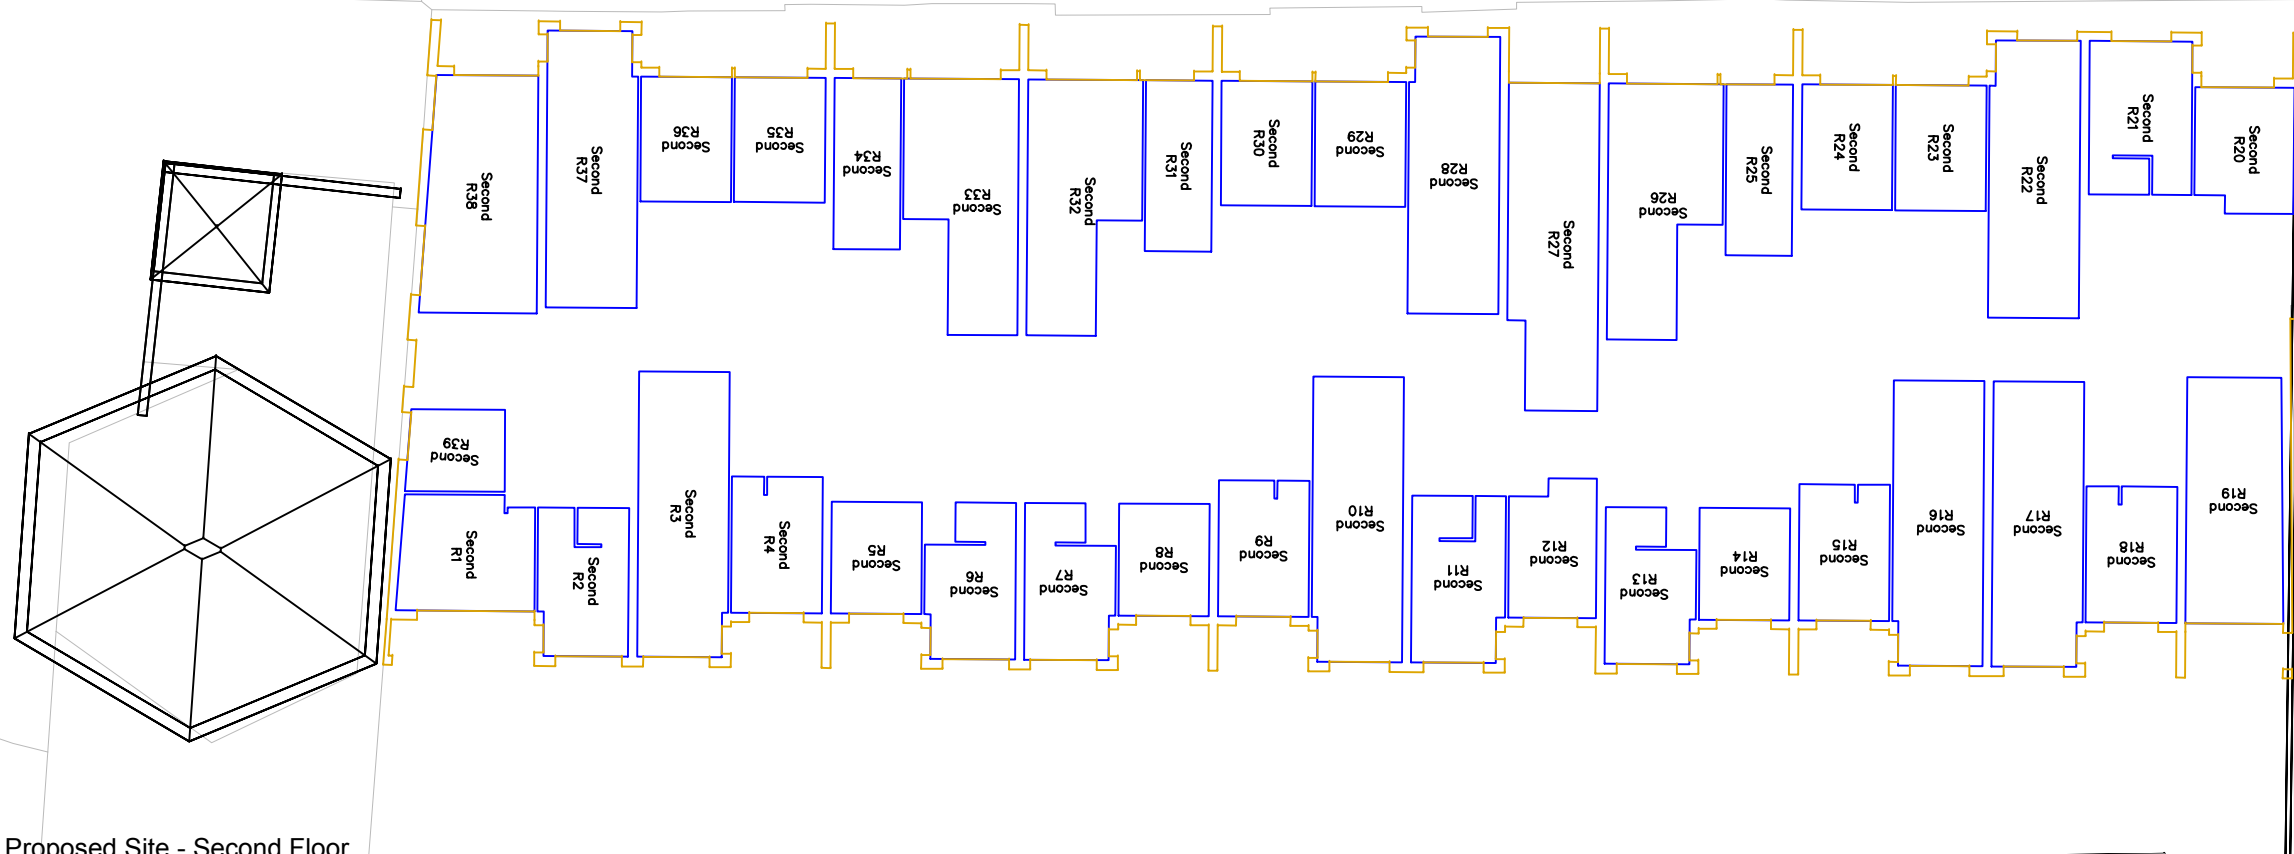 Second
R38
Second
R37
Second
R36
Second
R35
Second
R34
Second
R33
Second
R32
Second
R31
Second
R30
Second
R29
Second
R28
Second
R27
Second
R26
Second
R25
Second
R24
Second
R23
Second
R22
Second
R21
Second
R20
Second
R39
Second
R1
Second
R2
Second
R3
Second
R4
Second
R5
Second
R6
Second
R7
Second
R8
Second
R9
Second
R10
Second
R11
Second
R12
Second
R13
Second
R14
Second
R15
Second
R16
Second
R17
Second
R18
Second
R19
Proposed Site - Second Floor